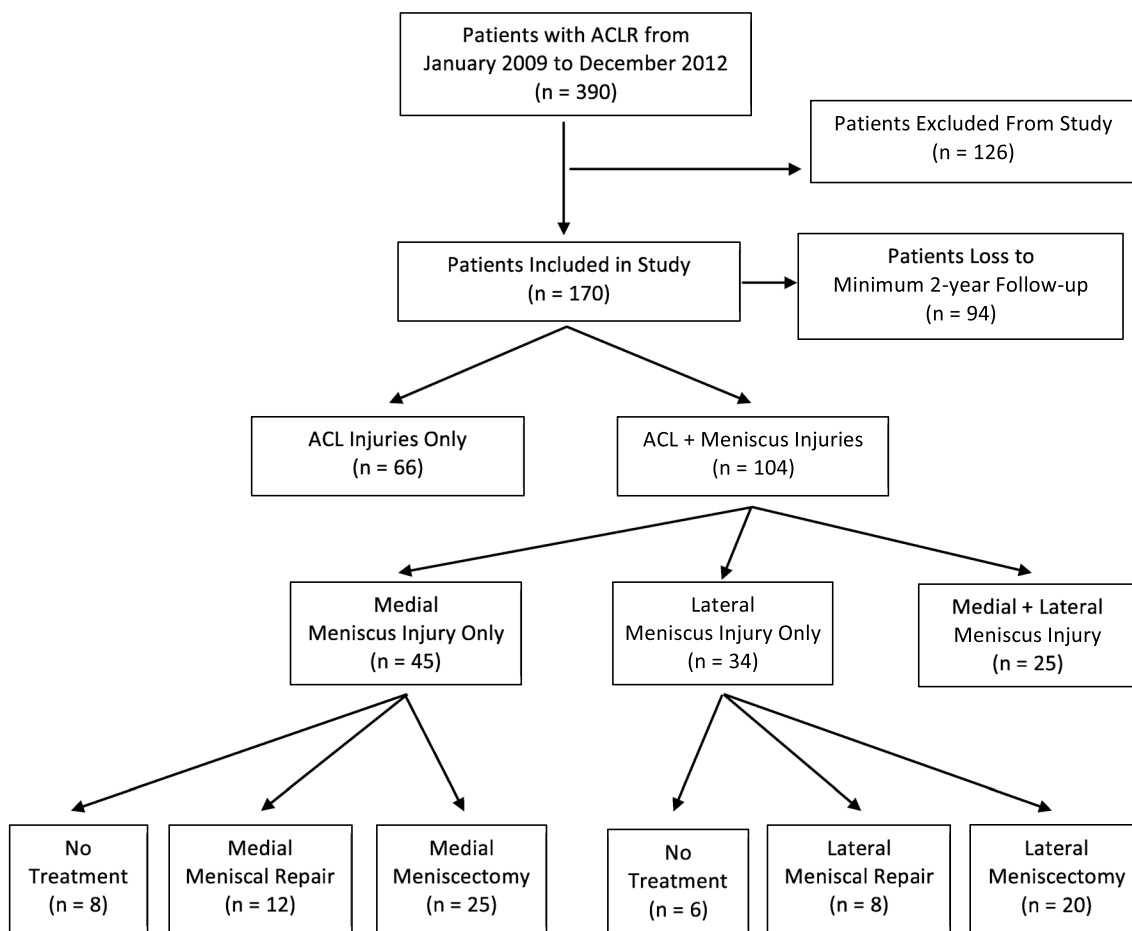 Patients with ACLR from
January 2009 to December 2012
(n = 390)
Patients Excluded From Study
(n = 126)
Patients Included in Study
(n = 170)
Patients Loss to
Minimum 2-year Follow-up
(n = 94)
ACL Injuries Only
(n = 66)
ACL + Meniscus Injuries
(n = 104)
Medial
Meniscus Injury Only
(n = 45)
Lateral
Meniscus Injury Only
(n = 34)
Medial + Lateral
Meniscus Injury
(n = 25)
No
Treatment
(n = 8)
Medial
Meniscal Repair
(n = 12)
Medial
Meniscectomy
(n = 25)
No
Treatment
(n = 6)
Lateral
Meniscal Repair
(n = 8)
Lateral
Meniscectomy
(n = 20)